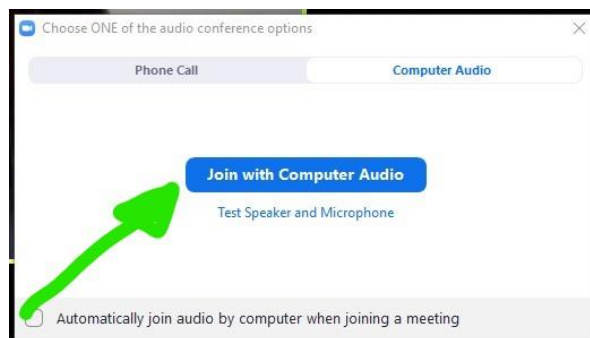 Choose ONE of the audio conference options
Phone Call
Computer Audio
Join with Computer Audio
Test Speaker and Microphone
Automatically join audio by computer when joining a meeting